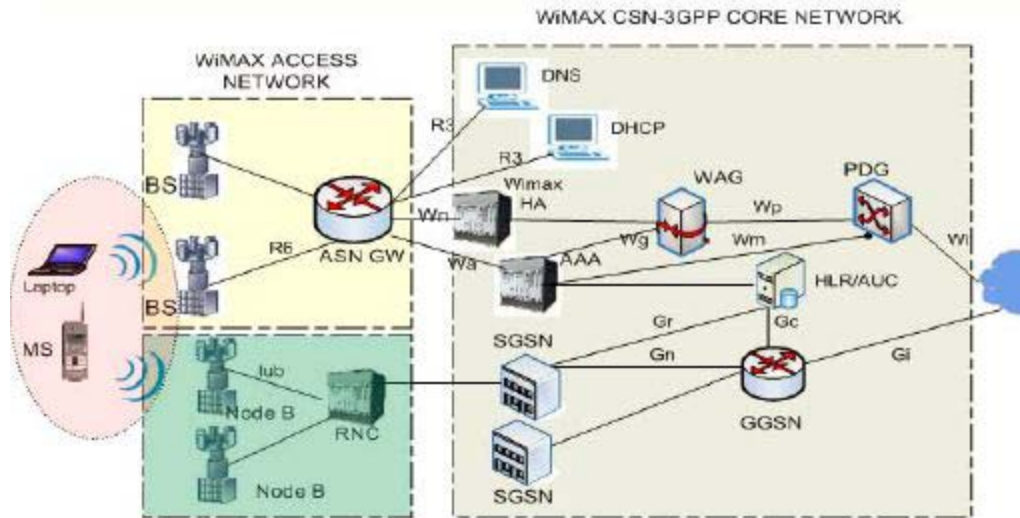 WiMAX CSN-3GPP CORE NETWORK
WiMAX ACCESS
NETWORK
DNS
R3
DHCP
R3
BS
Wimax
HA
WAG
PDG
Wn
Wp
R6
ASN GW
Wg
Wm
Wi
Wa
AAA
Laptop
BS
HLR/AUC
MS
SGSN
Gr
Gc
Gn
Gi
Iub
Node B
RNC
GGSN
Node B
SGSN